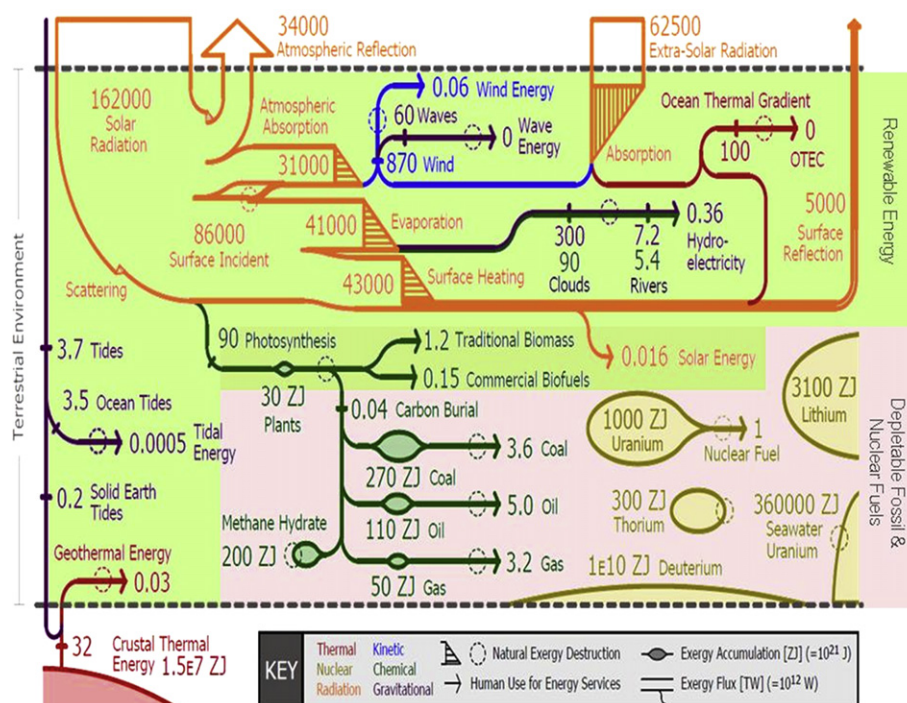 34000
Atmospheric Reflection
62500
Extra-Solar Radiation
162000
Solar
Radiation
Atmospheric
Absorption
31000
0.06 Wind Energy
60 Waves
0 Wave
Energy
870 Wind
Absorption
Ocean Thermal Gradient
100
0
OTEC
86000
Surface Incident
41000
Evaporation
300
90
Clouds
7.2
5.4
Rivers
0.36
Hydro-
electricity
5000
Surface
Reflection
Scattering
43000
Surface Heating
Renewable Energy
Terrestrial Environment
3.7 Tides
3.5 Ocean Tides
0.0005 Tidal
Energy
0.2 Solid Earth
Tides
Geothermal Energy
0.03
32
Crustal Thermal
Energy 1.5E7 ZJ
90 Photosynthesis
30 ZJ
Plants
1.2 Traditional Biomass
0.15 Commercial Biofuels
0.016 Solar Energy
0.04 Carbon Burial
3.6 Coal
270 ZJ Coal
5.0 Oil
110 ZJ Oil
Methane Hydrate
200 ZJ
3.2 Gas
50 ZJ Gas
1000 ZJ
Uranium
1
Nuclear Fuel
3100 ZJ
Lithium
300 ZJ
Thorium
360000 ZJ
Seawater
Uranium
1E10 ZJ Deuterium
Depletable Fossil &
Nuclear Fuels
KEY
Thermal Kinetic
Nuclear Chemical
Radiation Gravitational
Natural Exergy Destruction
Human Use for Energy Services
Exergy Accumulation [ZJ] (=10²¹ J)
Exergy Flux [TW] (=10¹² W)